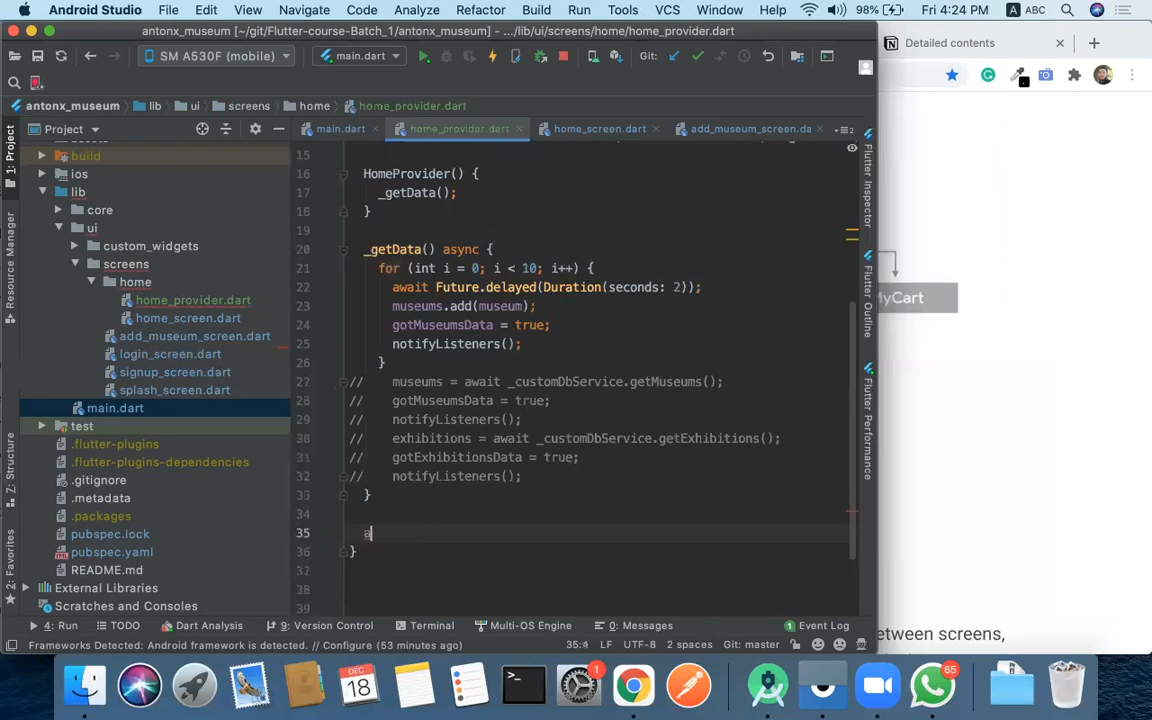 Android Studio File Edit View Navigate Code Analyze Refactor Build Run Tools VCS Window Help 98% Fri 4:24 PM A ABC
antonx_museum [~/git/Flutter-course-Batch_1/antonx_museum] - .../lib/ui/screens/home/home_provider.dart
Detailed contents
SM A530F (mobile) main.dart Git:
antonx_museum lib ui screens home home_provider.dart
Project main.dart home_provider.dart home_screen.dart add_museum_screen.da
build
ios
lib
core
ui
custom_widgets
screens
home
home_provider.dart
home_screen.dart
add_museum_screen.dart
login_screen.dart
signup_screen.dart
splash_screen.dart
main.dart
test
.flutter-plugins
.flutter-plugins-dependencies
.gitignore
.metadata
.packages
pubspec.lock
pubspec.yaml
README.md
External Libraries
Scratches and Consoles
1: Project
Resource Manager
Z: Structure
2: Favorites
15
16 HomeProvider() {
17 _getData();
18 }
19
20 _getData() async {
21 for (int i = 0; i < 10; i++) {
22 await Future.delayed(Duration(seconds: 2));
23 museums.add(museum);
24 gotMuseumsData = true;
25 notifyListeners();
26 }
27 // museums = await _customDbService.getMuseums();
28 // gotMuseumsData = true;
29 // notifyListeners();
30 // exhibitions = await _customDbService.getExhibitions();
31 // gotExhibitionsData = true;
32 // notifyListeners();
33 }
34
35 a
36 }
37
38
39
Flutter Inspector
Flutter Outline
Flutter Performance
MyCart
etween screens,
4: Run TODO Dart Analysis 9: Version Control Terminal Multi-OS Engine 0: Messages 1 Event Log
Frameworks Detected: Android framework is detected. // Configure (53 minutes ago) 35:4 LF UTF-8 2 spaces Git: master
DEC
18
1
65